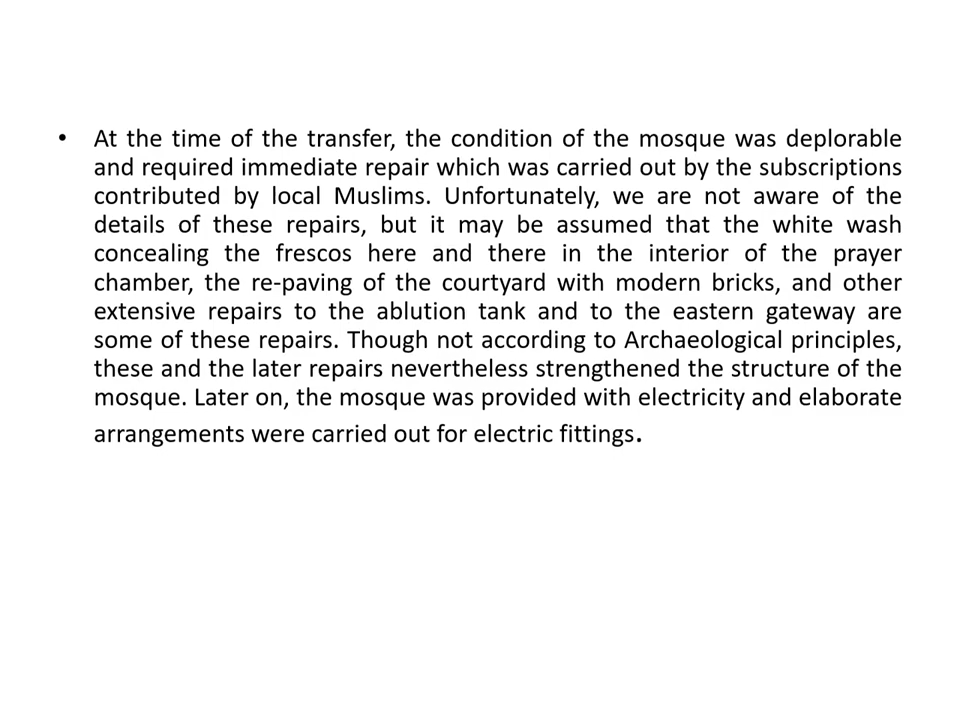 • At the time of the transfer, the condition of the mosque was deplorable
and required immediate repair which was carried out by the subscriptions
contributed by local Muslims. Unfortunately, we are not aware of the
details of these repairs, but it may be assumed that the white wash
concealing the frescos here and there in the interior of the prayer
chamber, the re-paving of the courtyard with modern bricks, and other
extensive repairs to the ablution tank and to the eastern gateway are
some of these repairs. Though not according to Archaeological principles,
these and the later repairs nevertheless strengthened the structure of the
mosque. Later on, the mosque was provided with electricity and elaborate
arrangements were carried out for electric fittings.